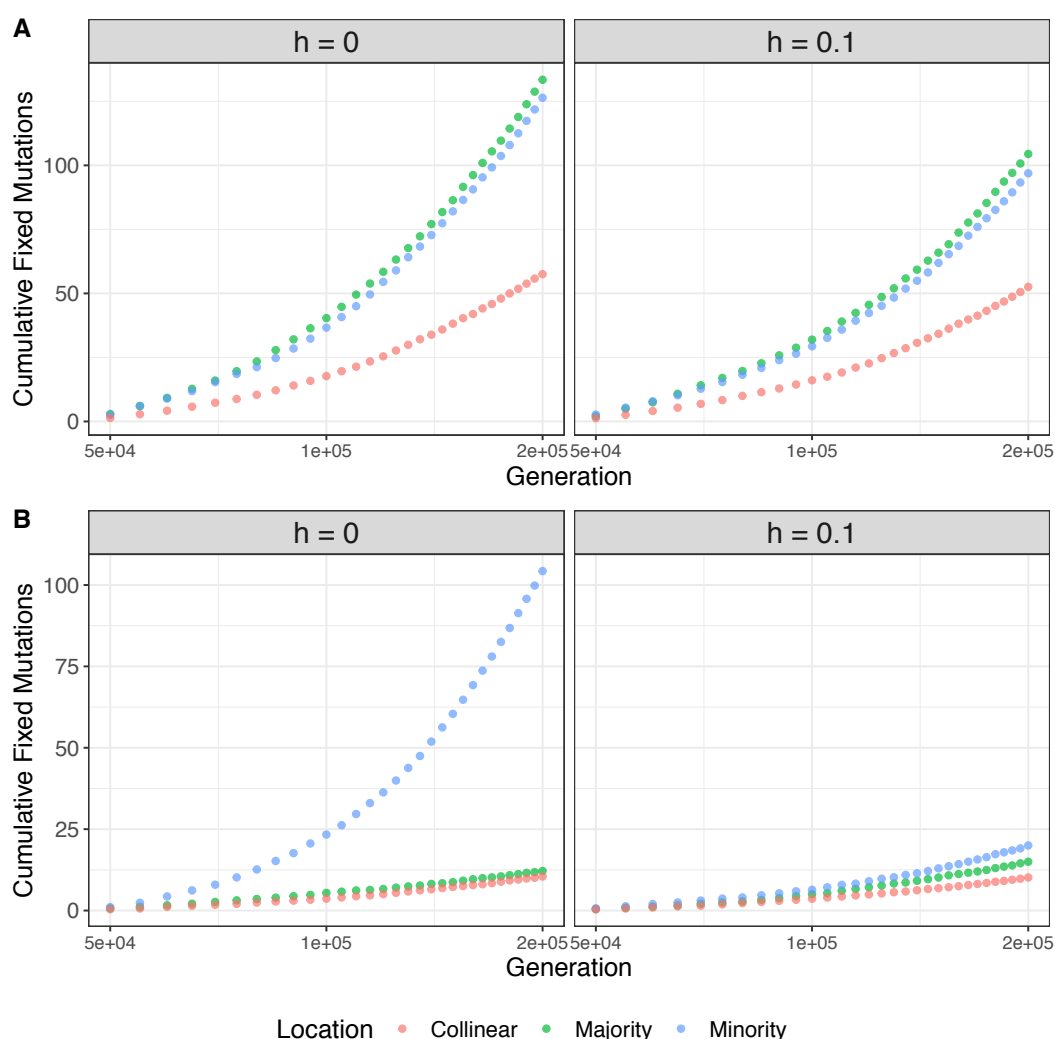 A
h = 0
h = 0.1
Cumulative Fixed Mutations
100
50
0
5e+04
1e+05
2e+05
5e+04
1e+05
2e+05
Generation
B
h = 0
h = 0.1
Cumulative Fixed Mutations
100
75
50
25
0
5e+04
1e+05
2e+05
5e+04
1e+05
2e+05
Generation
Location
Collinear
Majority
Minority